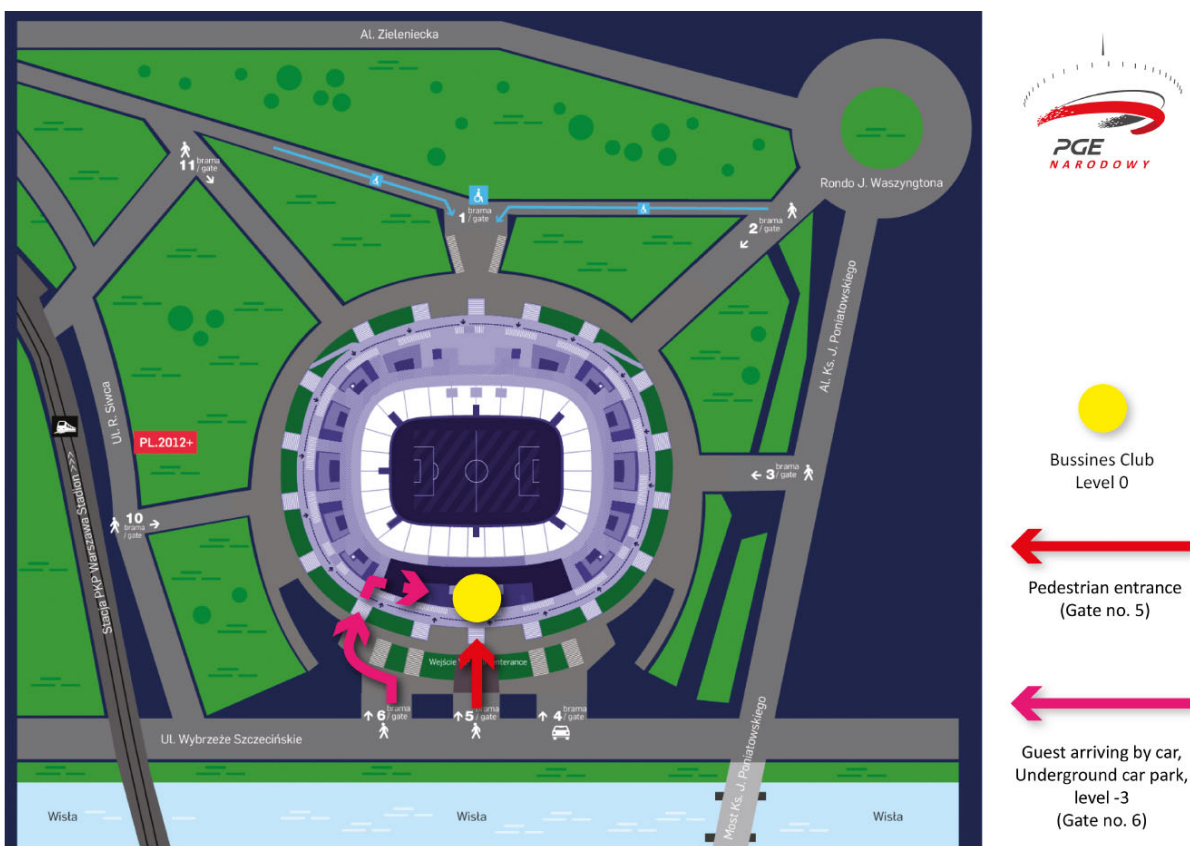 Al. Zieleniecka
PGE
NARODOWY
11 brama / gate
Rondo J. Waszyngtona
1 brama / gate
2 brama / gate
Al. Ks. J. Poniatowskiego
Ul. R. Siwca
PL.2012+
Stacja PKP Warszawa Stadion >>>
3 brama / gate
10
brama / gate
Bussines Club
Level 0
Pedestrian entrance
(Gate no. 5)
Wejście
enterance
6 brama / gate
5 brama / gate
4 brama / gate
Ul. Wybrzeże Szczecińskie
Most Ks. J. Poniatowskiego
Guest arriving by car,
Underground car park,
level -3
(Gate no. 6)
Wisła
Wisła
Wisła